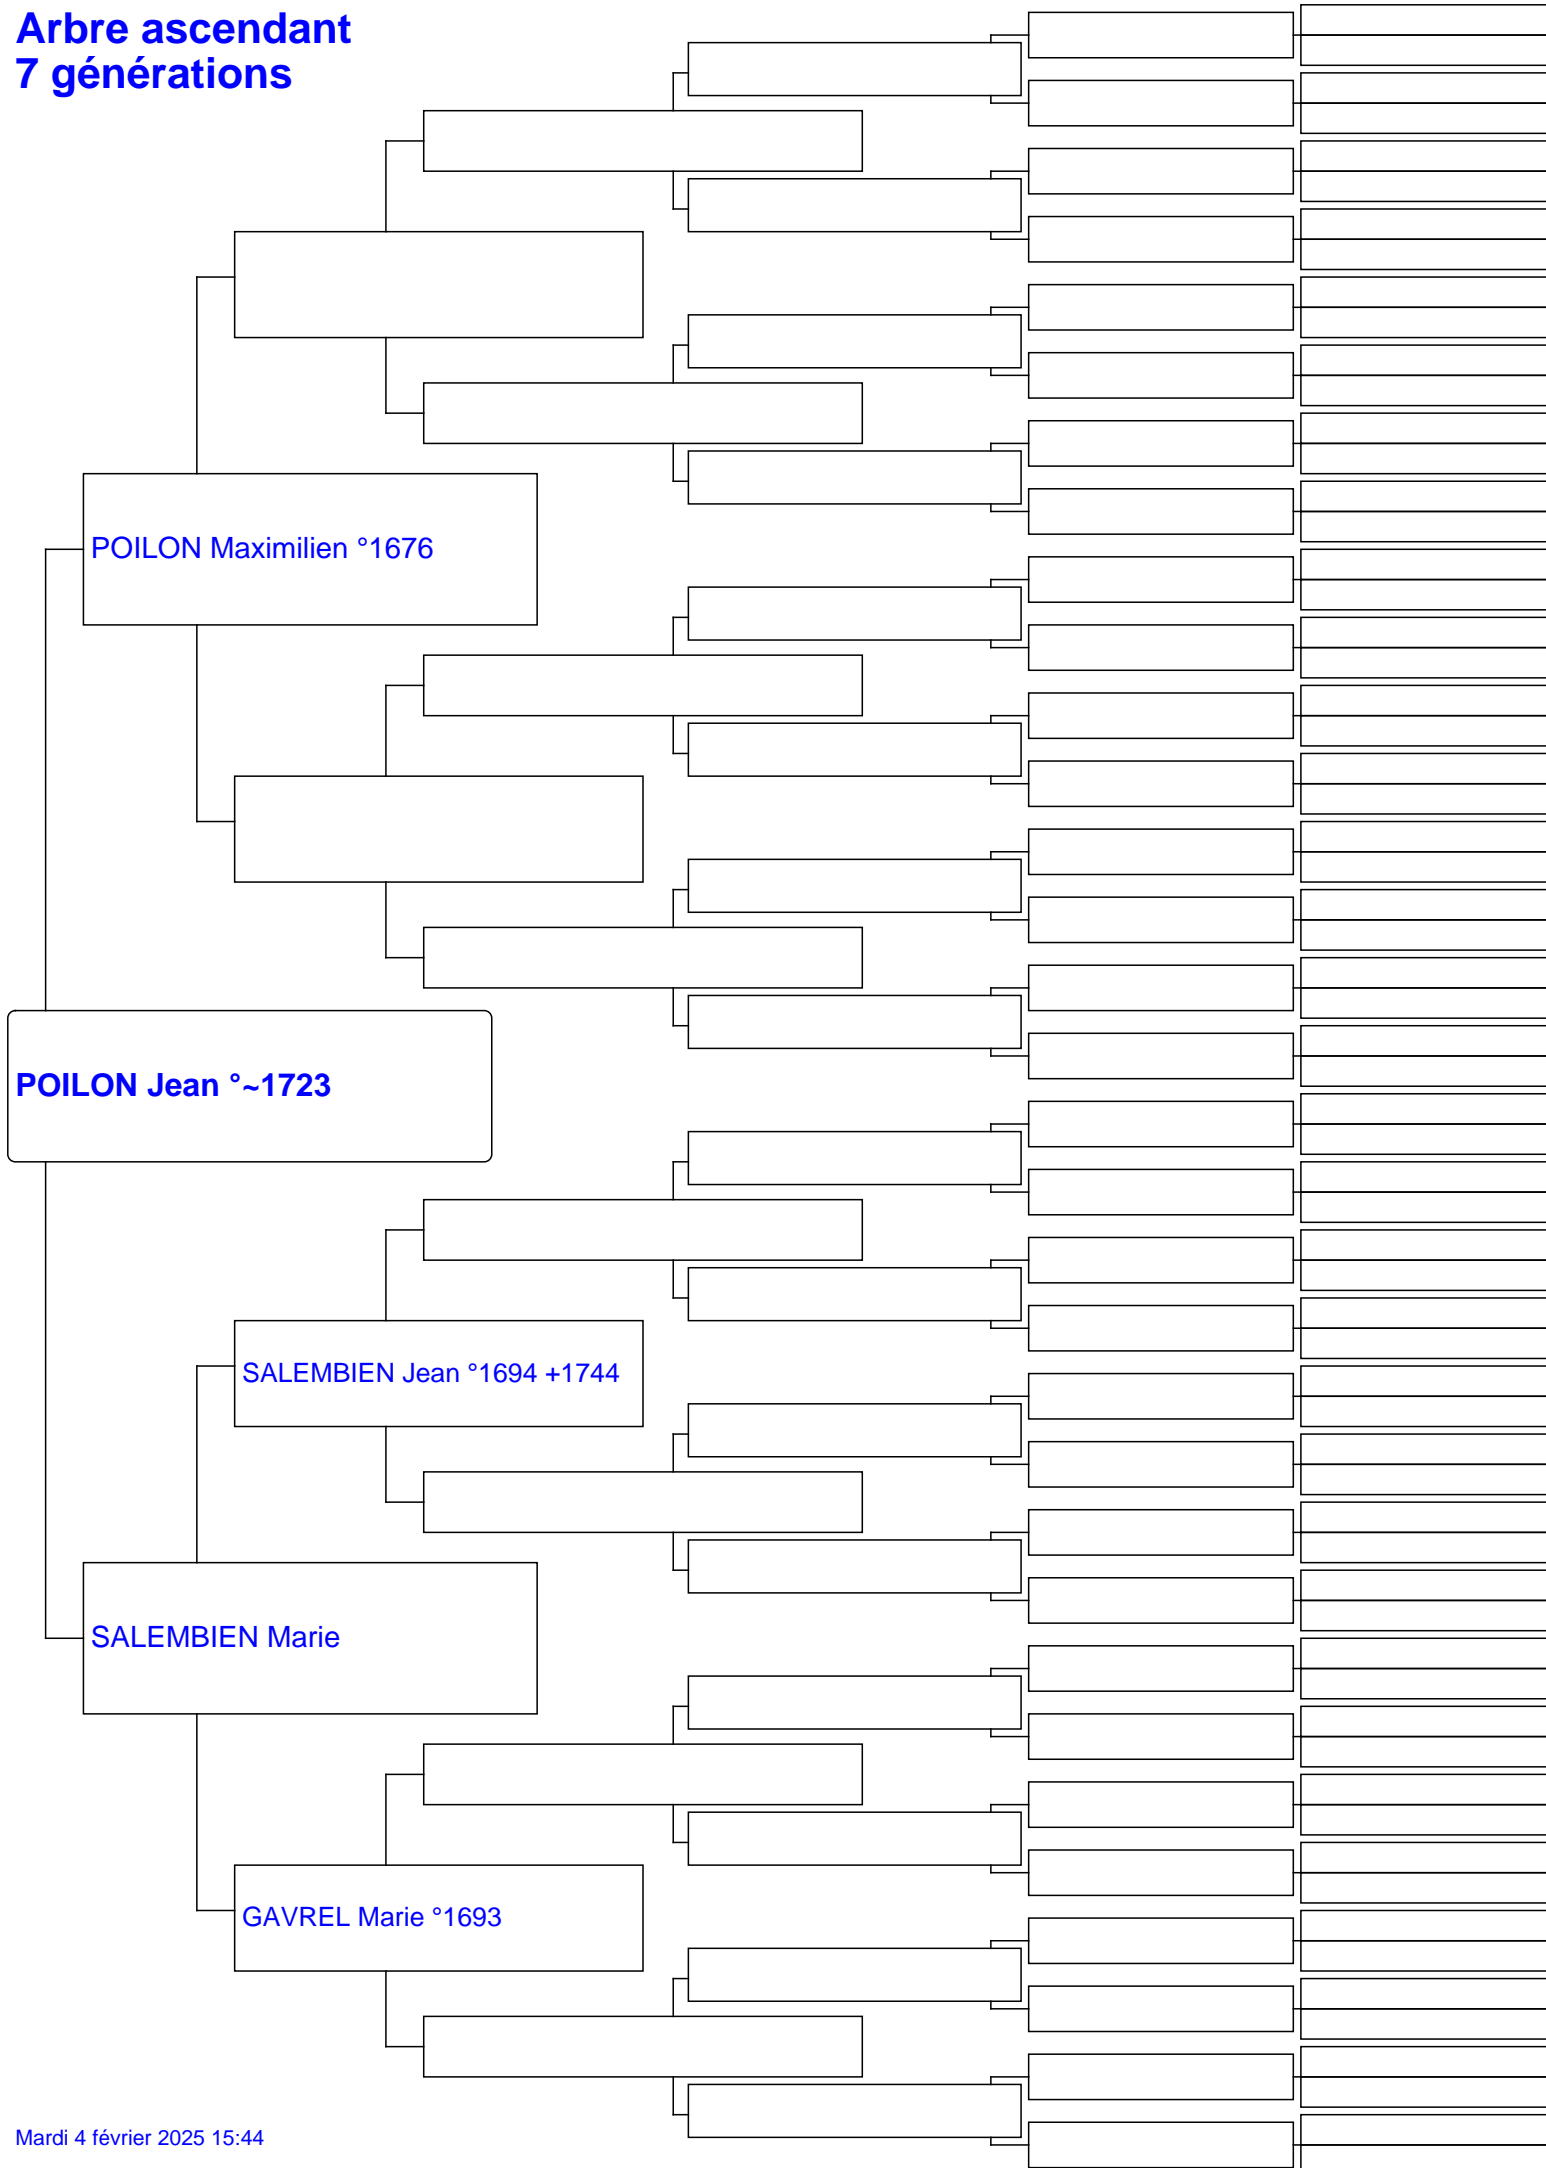 Arbre ascendant
7 générations
POILON Maximilien °1676
POILON Jean °~1723
SALEMBIEN Jean °1694 +1744
SALEMBIEN Marie
GAVREL Marie °1693
Mardi 4 février 2025 15:44